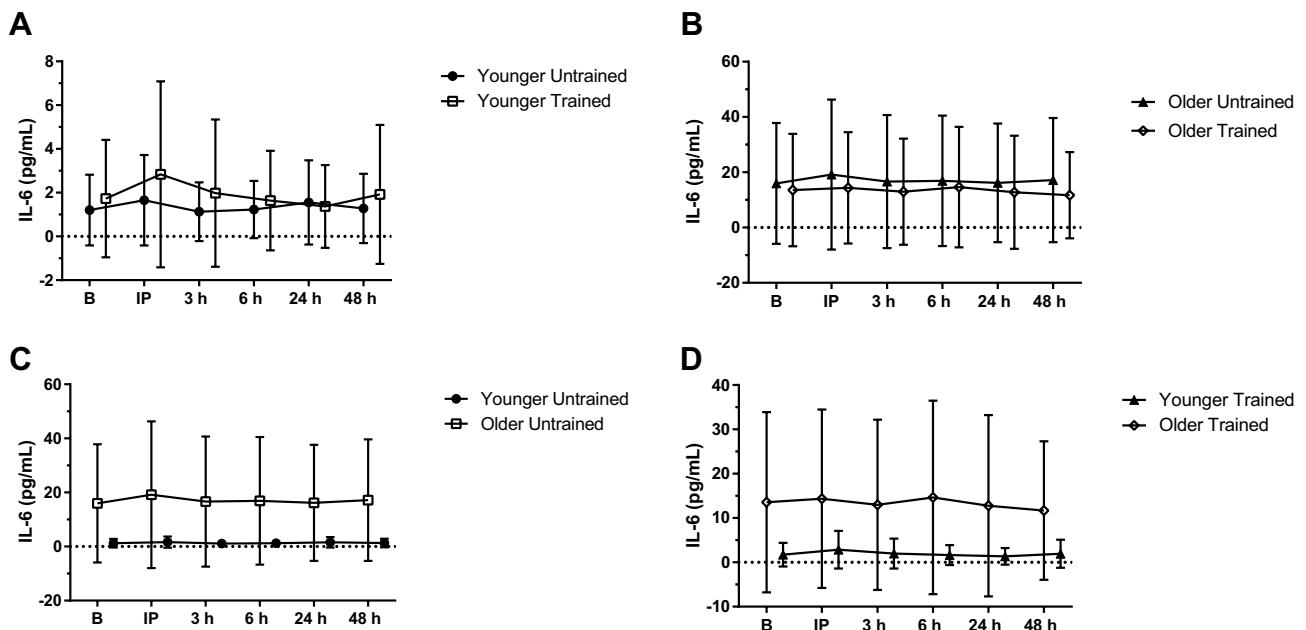 A
IL-6 (pg/mL)
8
6
4
2
0
-2
B
IP
3 h
6 h
24 h
48 h
Younger Untrained
Younger Trained
B
IL-6 (pg/mL)
60
40
20
0
-20
B
IP
3 h
6 h
24 h
48 h
Older Untrained
Older Trained
C
IL-6 (pg/mL)
60
40
20
0
-20
B
IP
3 h
6 h
24 h
48 h
Younger Untrained
Older Untrained
D
IL-6 (pg/mL)
40
30
20
10
0
-10
B
IP
3 h
6 h
24 h
48 h
Younger Trained
Older Trained